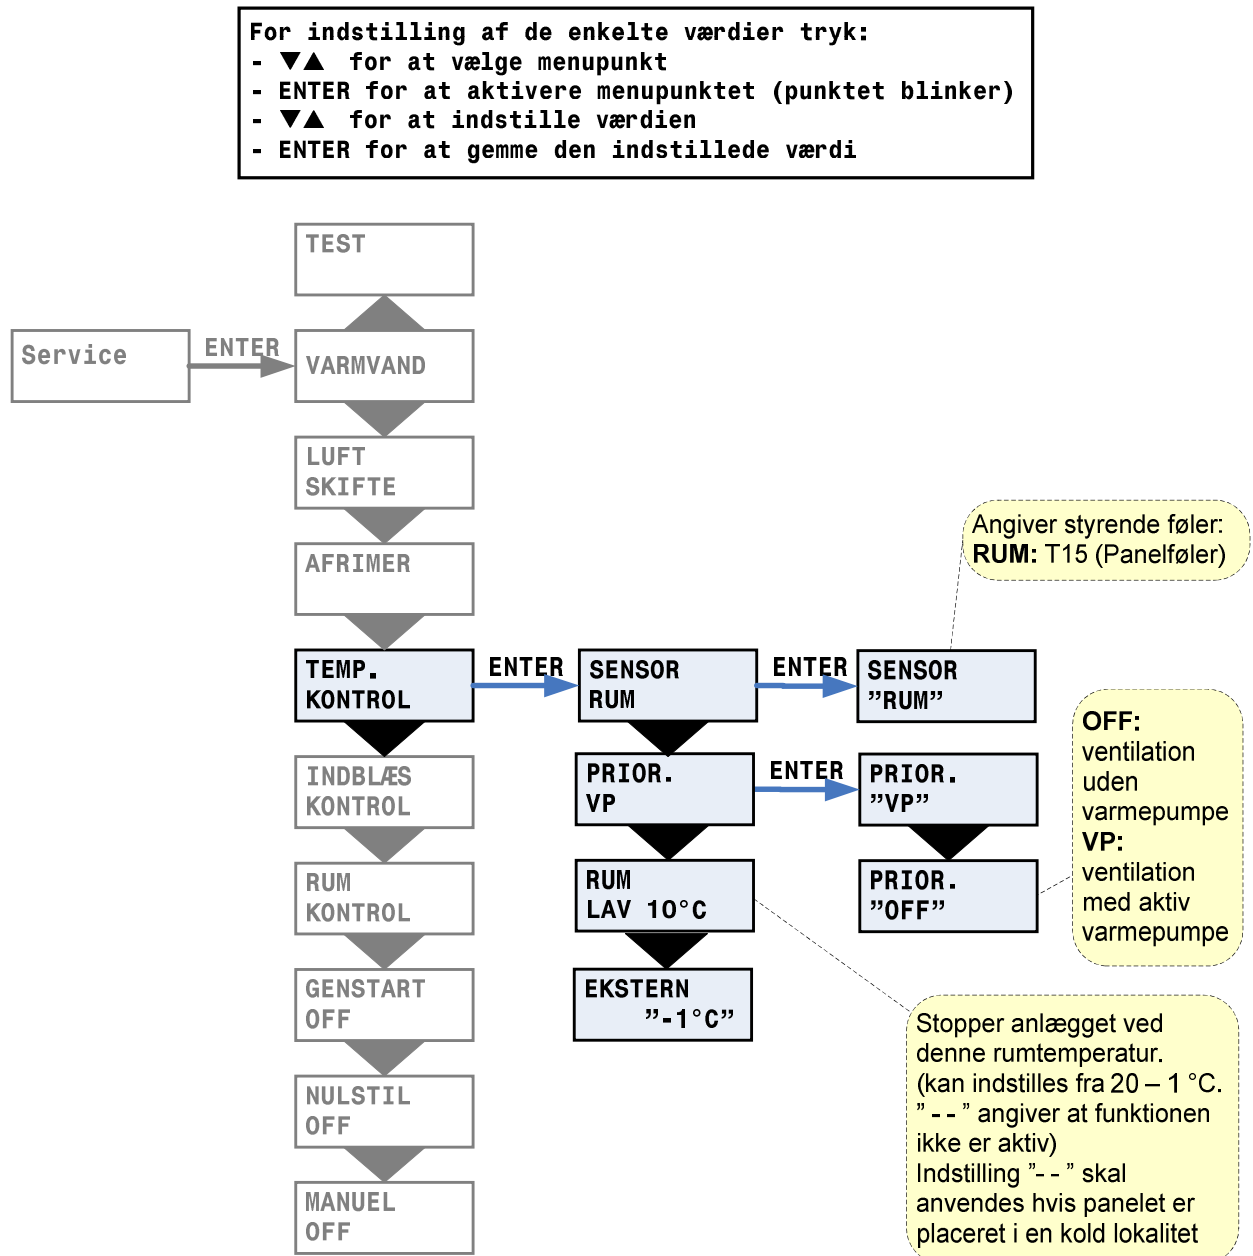 For indstilling af de enkelte værdier tryk:
- ▼▲ for at vælge menupunkt
- ENTER for at aktivere menupunktet (punktet blinker)
- ▼▲ for at indstille værdien
- ENTER for at gemme den indstillede værdi
TEST
Service
ENTER
VARMVAND
LUFT
SKIFTE
AFRIMER
Angiver styrende føler:
RUM: T15 (Panelføler)
TEMP.
KONTROL
ENTER
SENSOR
RUM
ENTER
SENSOR
”RUM”
INDBLÆS
KONTROL
PRIOR.
VP
ENTER
PRIOR.
”VP”
OFF:
ventilation
uden
varmepumpe
VP:
ventilation
med aktiv
varmepumpe
RUM
KONTROL
RUM
LAV 10°C
PRIOR.
”OFF”
GENSTART
OFF
EKSTERN
”-1°C”
Stopper anlægget ved
denne rumtemperatur.
(kan indstilles fra 20 – 1 °C.
” - - ” angiver at funktionen
ikke er aktiv)
Indstilling ”- - ” skal
anvendes hvis panelet er
placeret i en kold lokalitet
NULSTIL
OFF
MANUEL
OFF